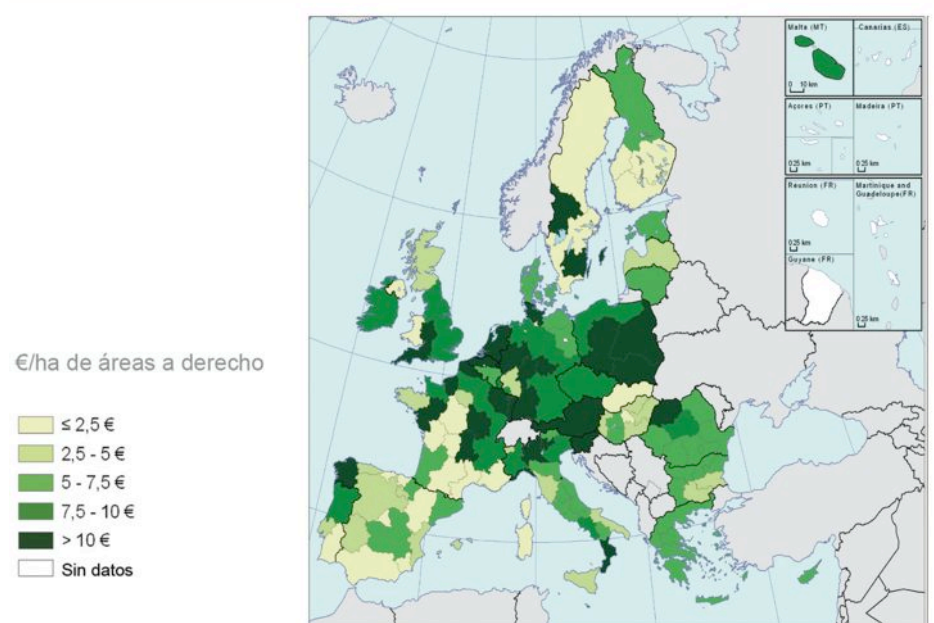 €/ha de áreas a derecho
≤ 2,5 €
2,5 - 5 €
5 - 7,5 €
7,5 - 10 €
> 10 €
Sin datos
Malta (MT)
0 10 km
Canarias (ES)
Açores (PT)
0 25 km
Madeira (PT)
0 25 km
Réunion (FR)
0 25 km
Martinique and
Guadeloupe(FR)
0 25 km
Guyane (FR)